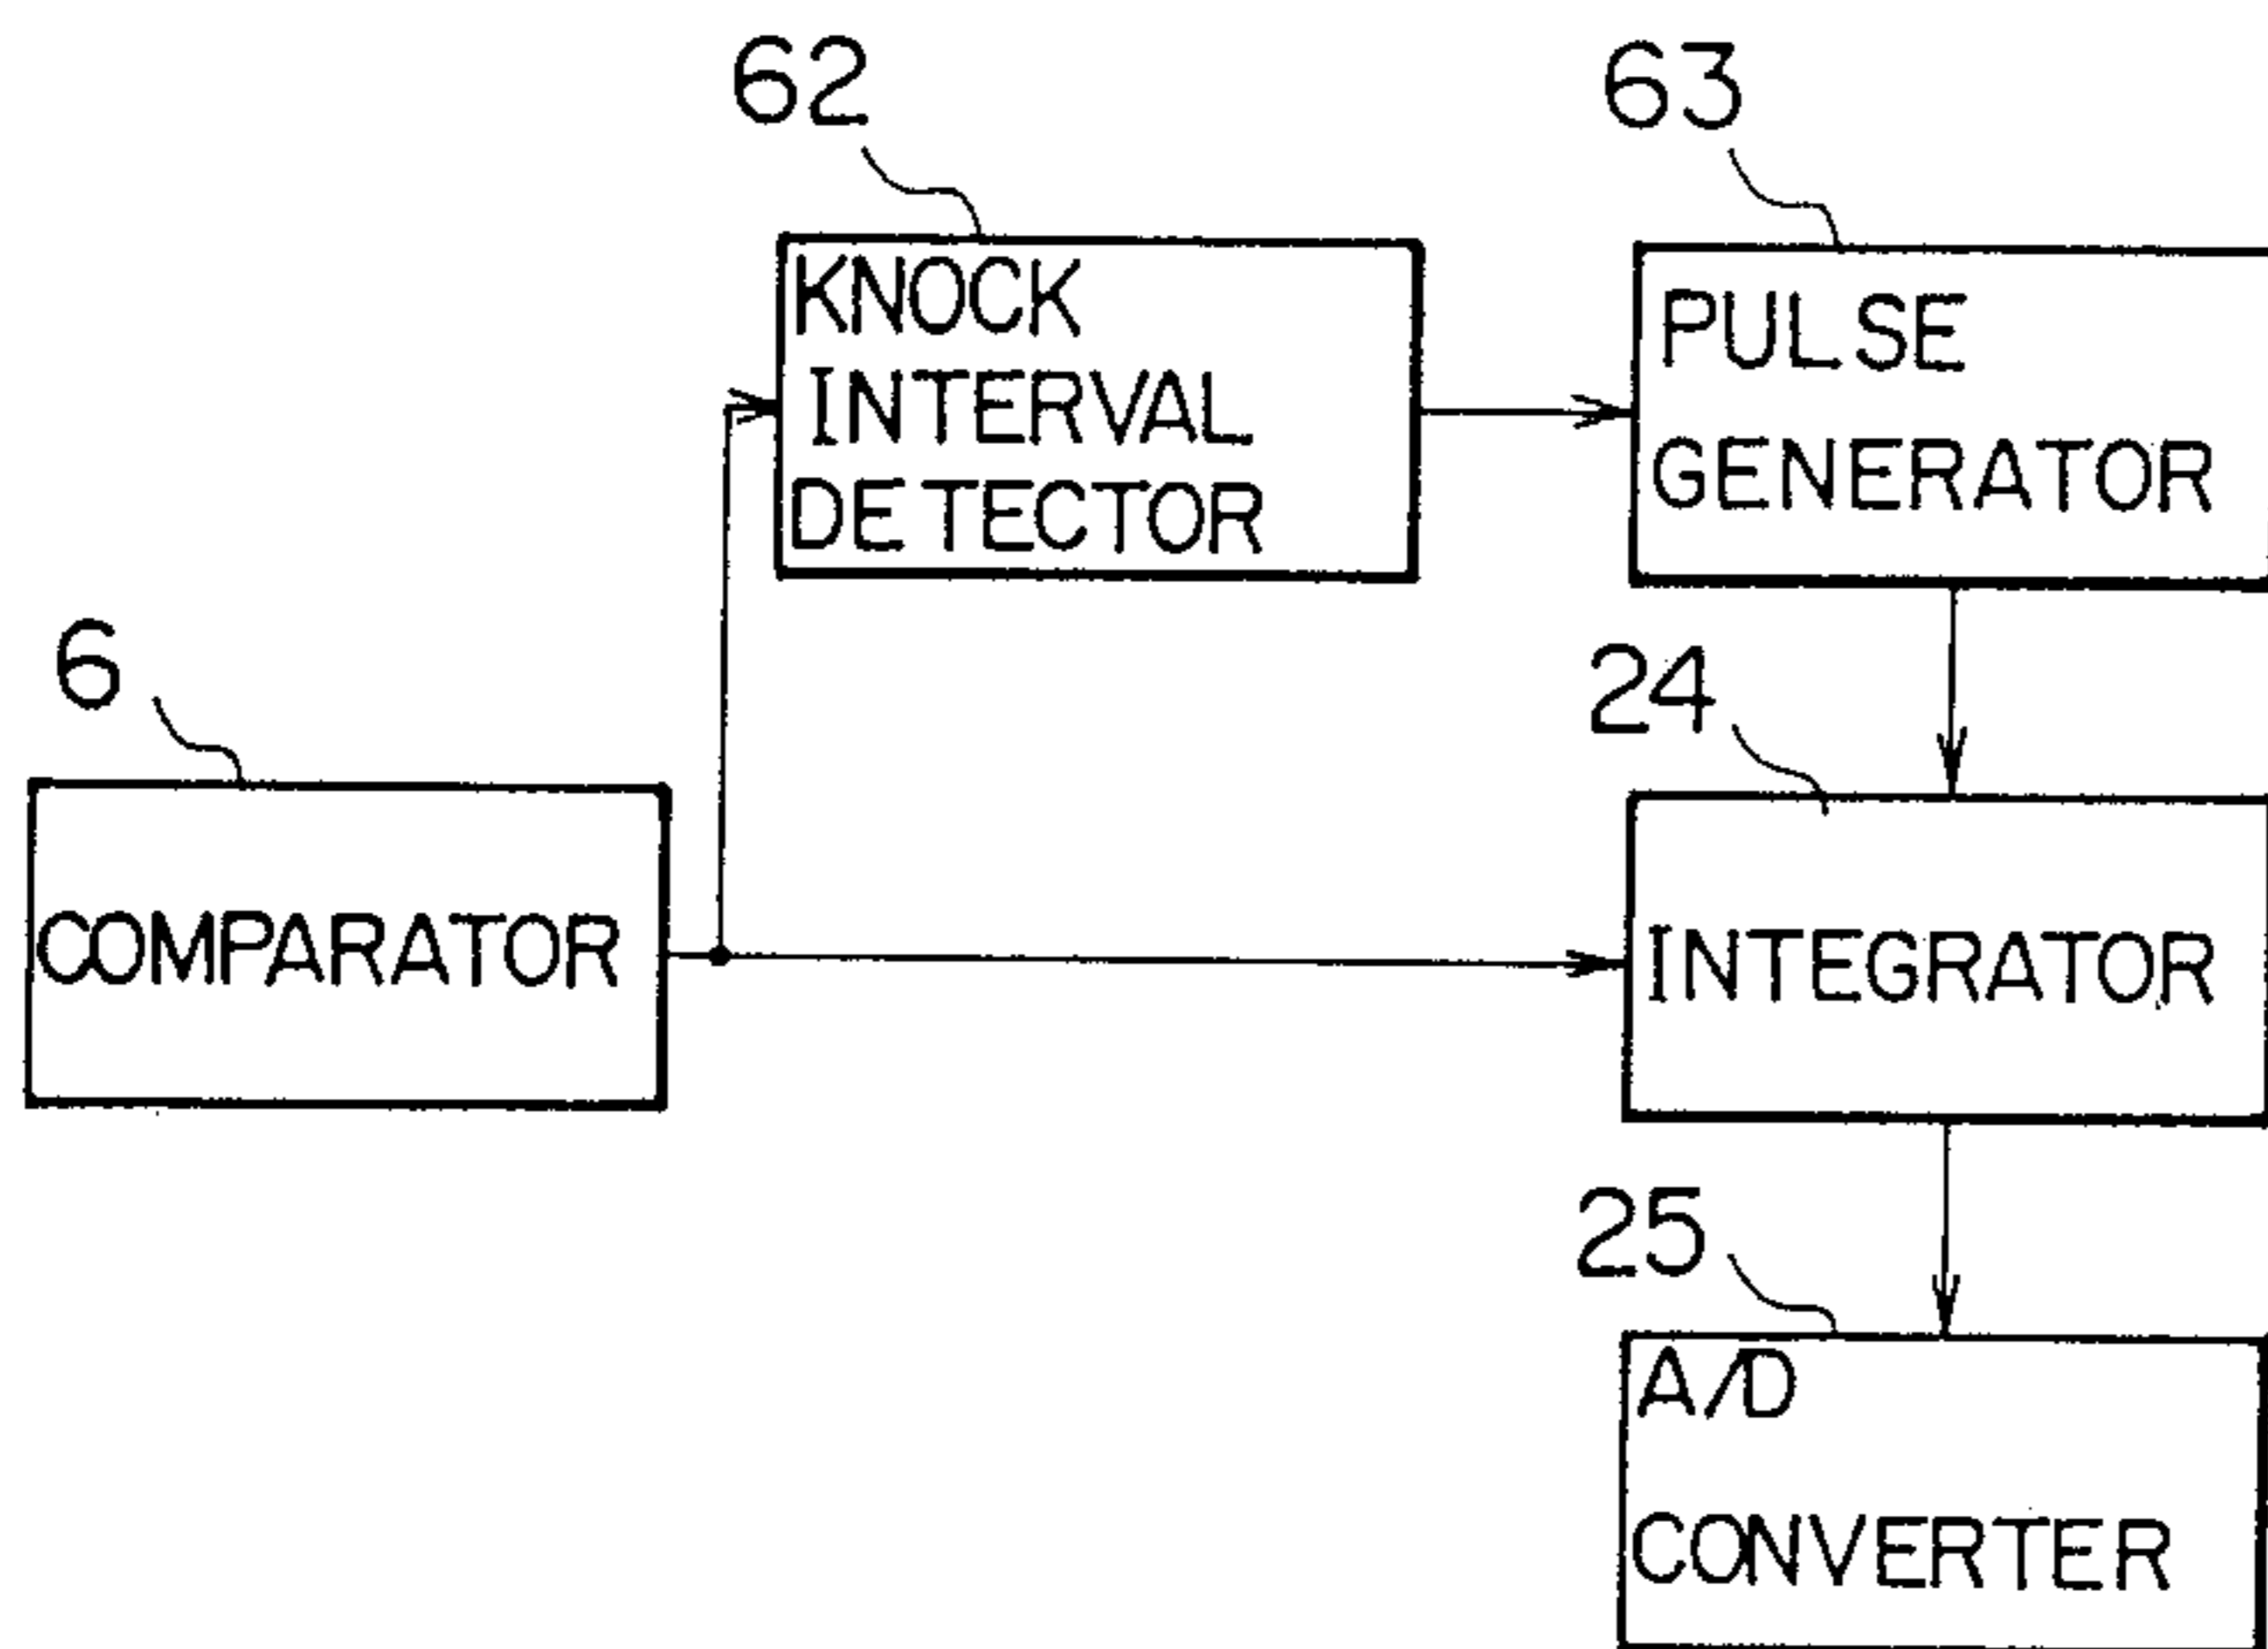 62
63
KNOCK
INTERVAL
DETECTOR
PULSE
GENERATOR
6
24
COMPARATOR
INTEGRATOR
25
A/D
CONVERTER